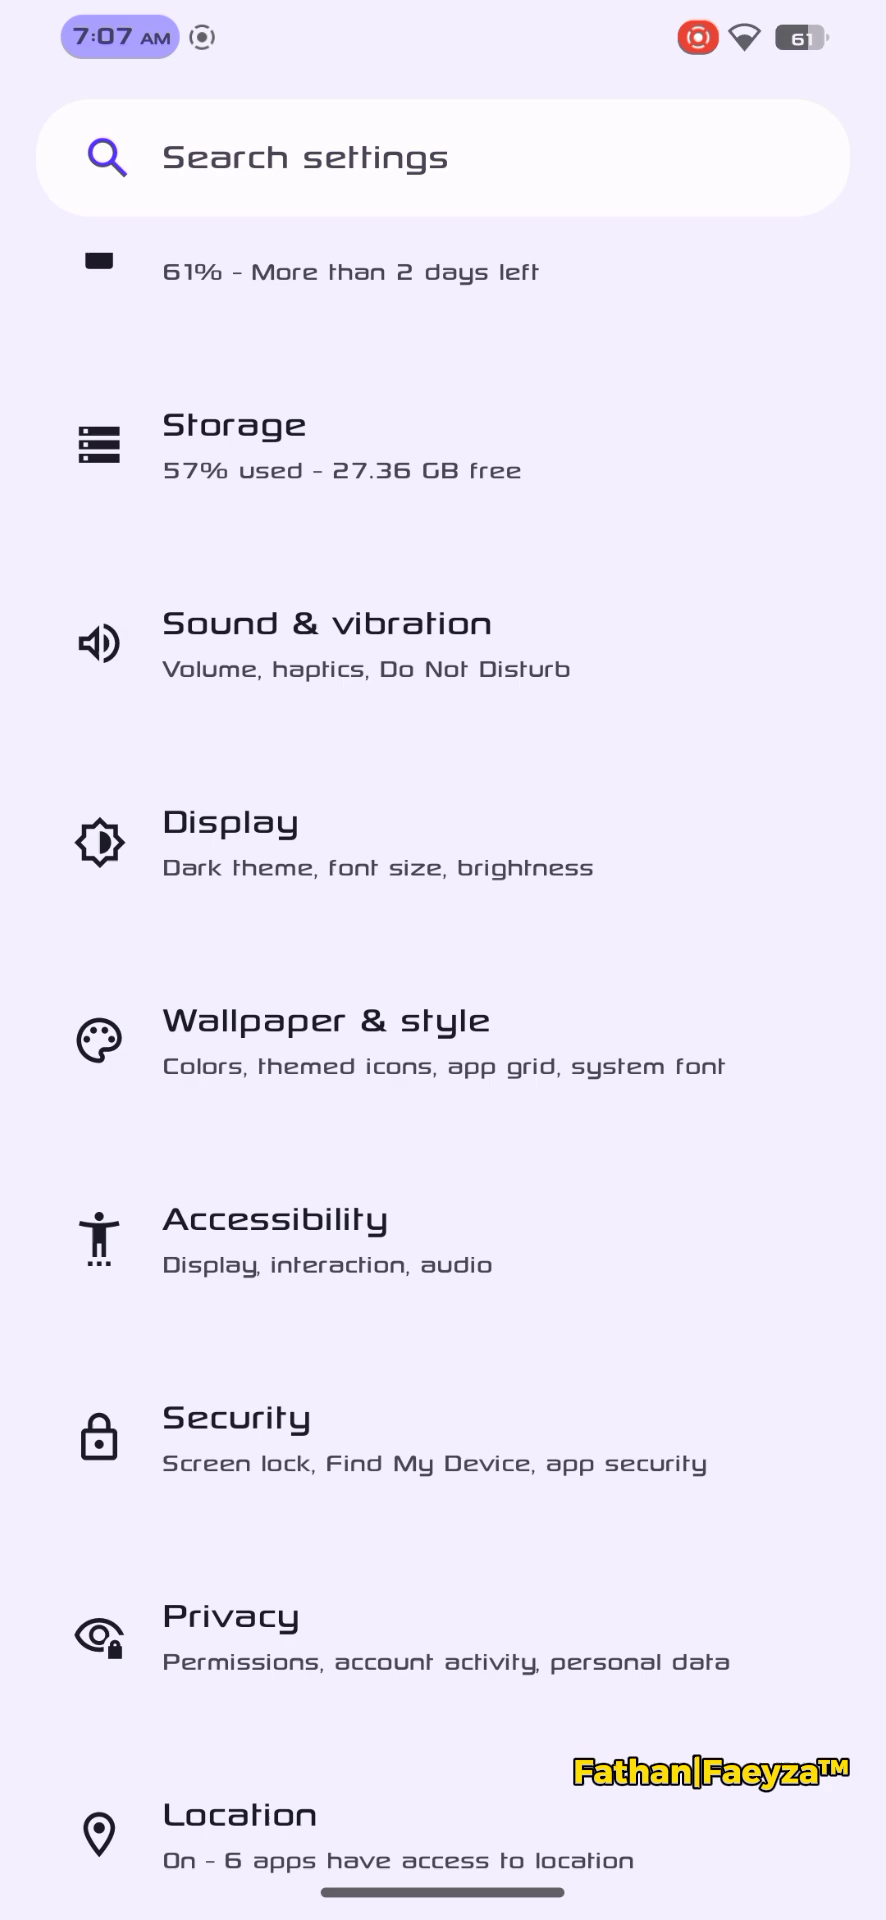 7:07 AM
61
Search settings
61% - More than 2 days left
Storage
57% used - 27.36 GB free
Sound & vibration
Volume, haptics, Do Not Disturb
Display
Dark theme, font size, brightness
Wallpaper & style
Colors, themed icons, app grid, system font
Accessibility
Display, interaction, audio
Security
Screen lock, Find My Device, app security
Privacy
Permissions, account activity, personal data
Fathan|Faeyza™
Location
On - 6 apps have access to location